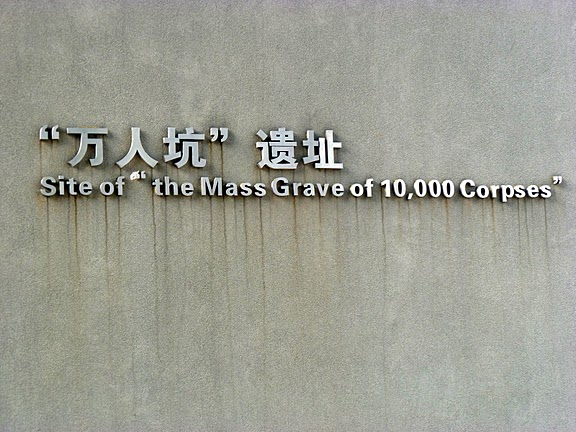 “万人坑”遗址
Site of “the Mass Grave of 10,000 Corpses”